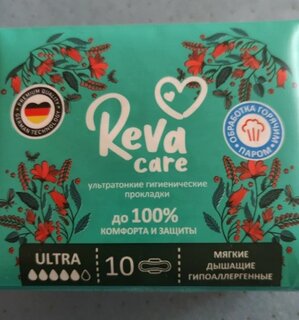 PREMIUM QUALITY
GERMAN TECHNOLOGY
Reva
care
ОБРАБОТКА ГОРЯЧИМ
ПАРОМ
ультратонкие гигиенические
прокладки
до 100%
КОМФОРТА И ЗАЩИТЫ
ULTRA
10
МЯГКИЕ
ДЫШАЩИЕ
ГИПОАЛЛЕРГЕННЫЕ